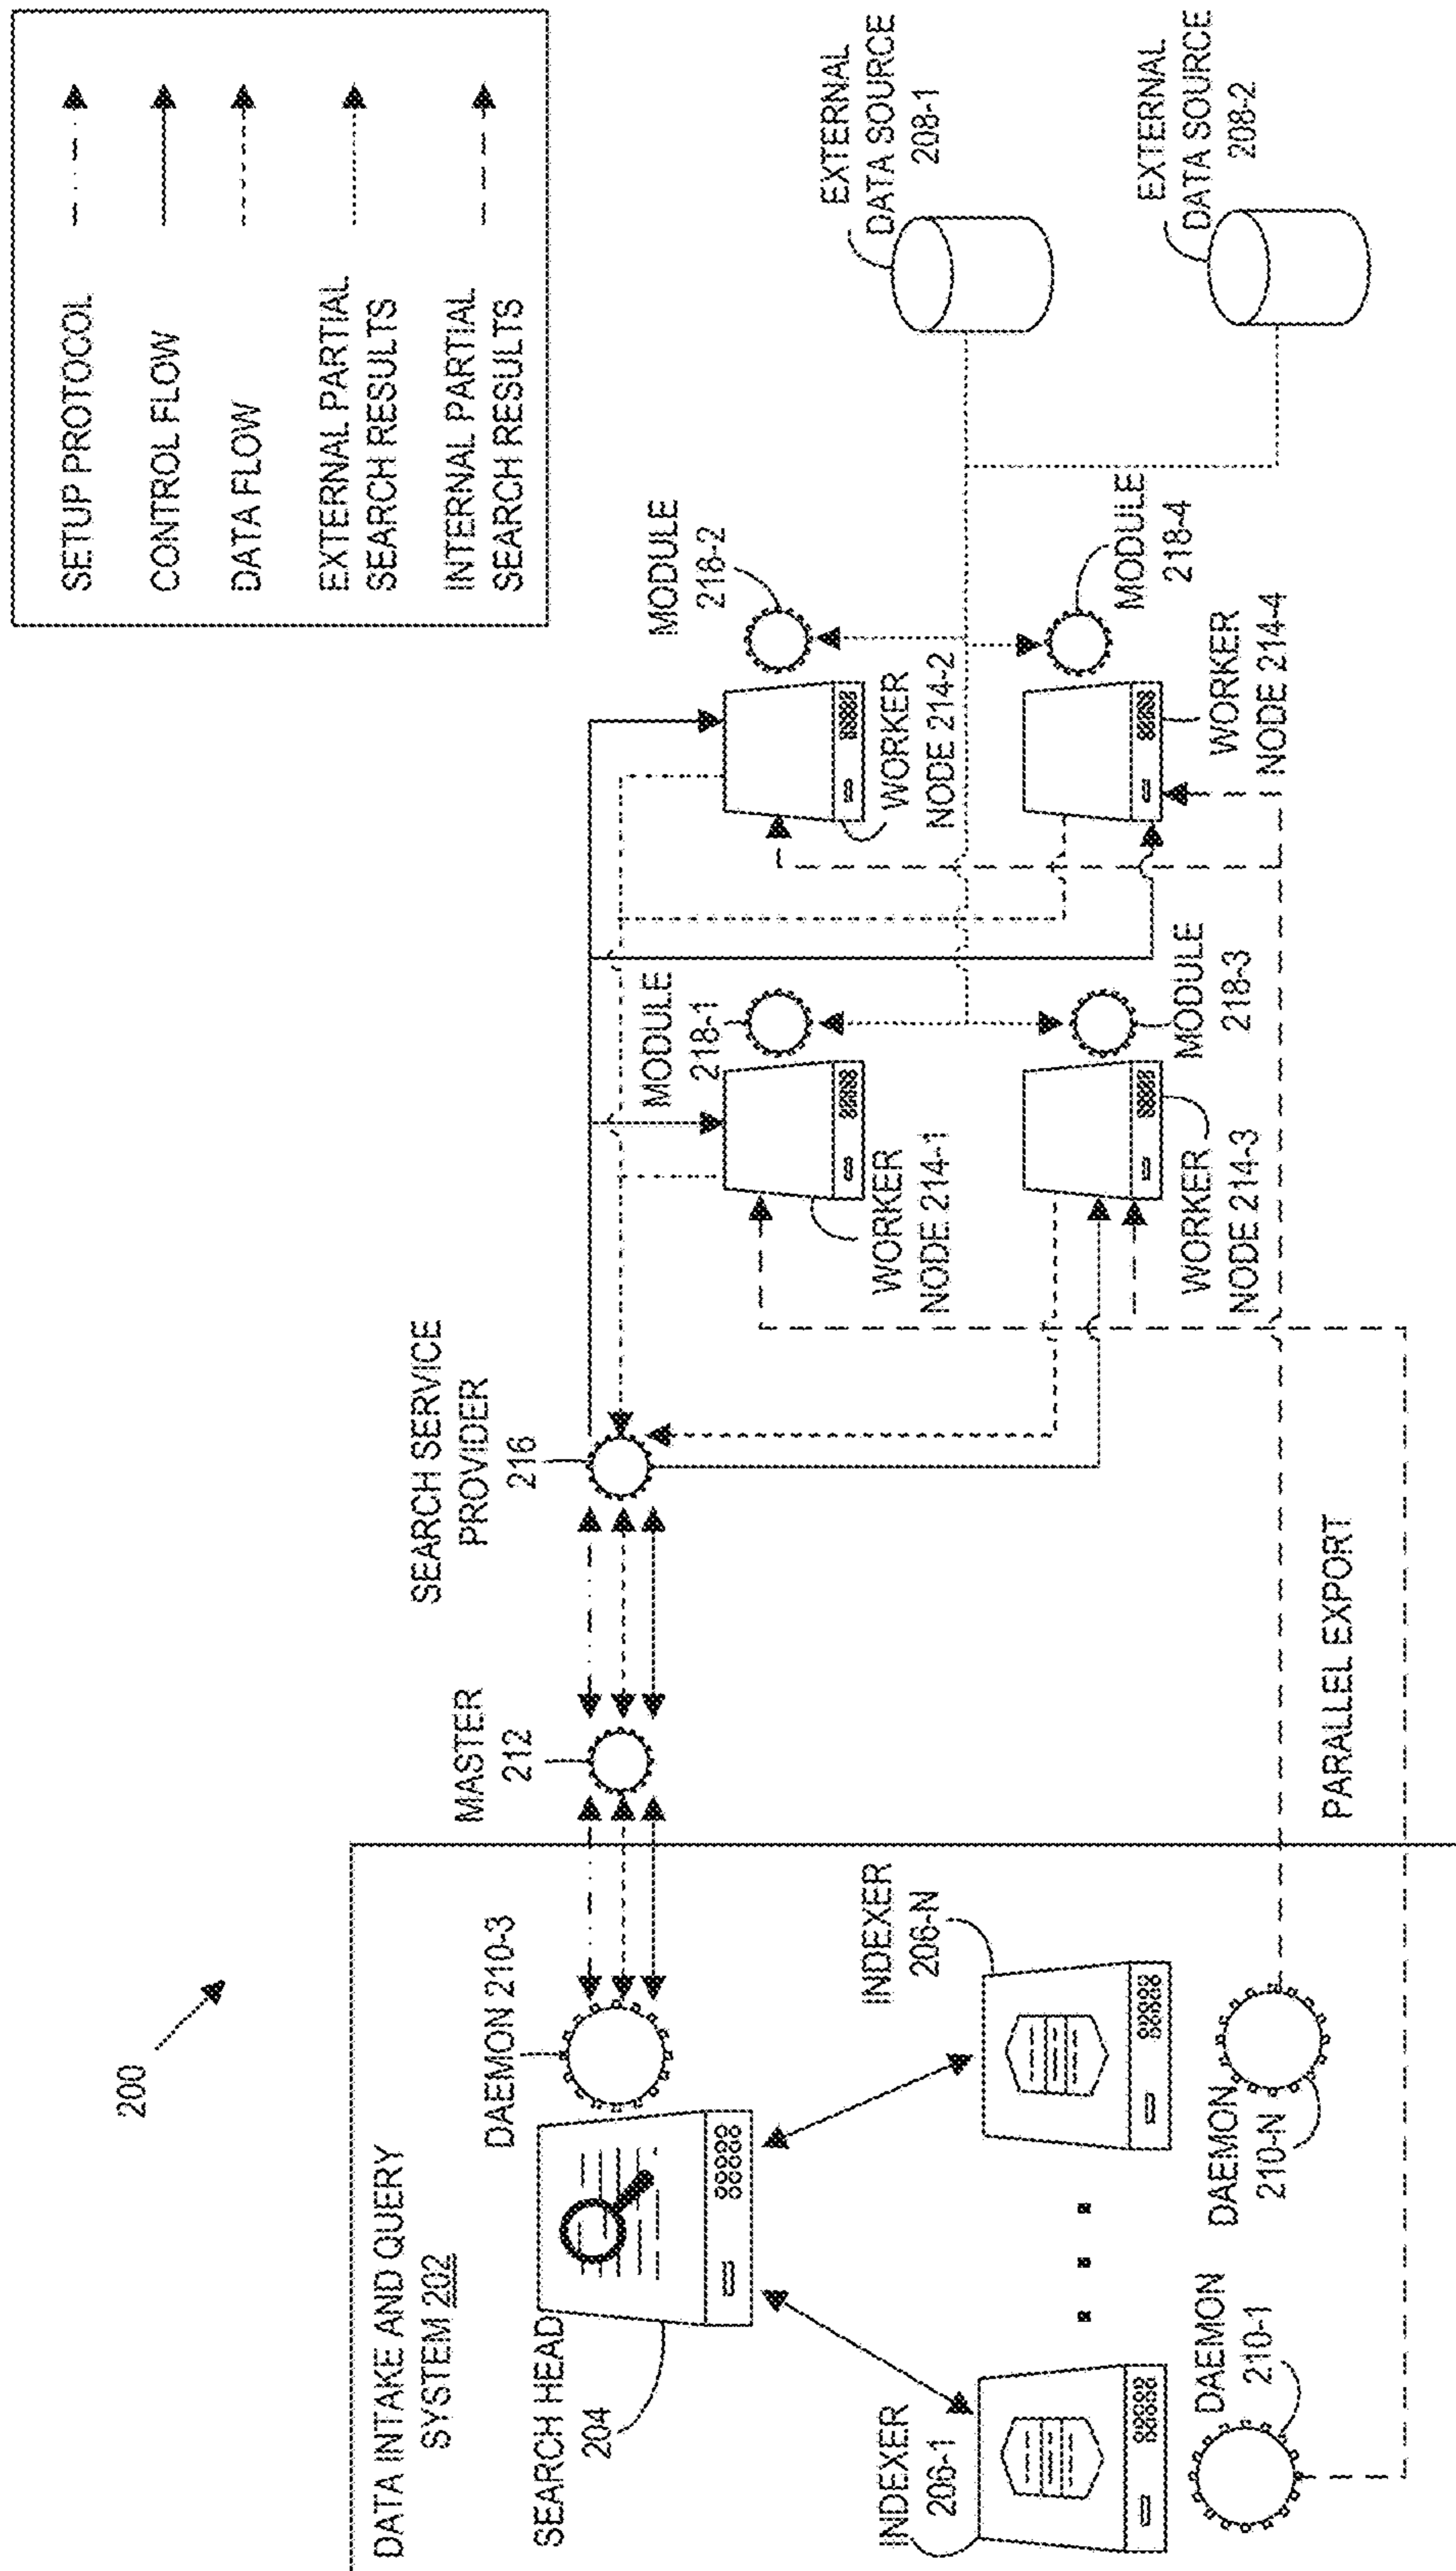 200
DATA INTAKE AND QUERY
SYSTEM 202
SEARCH HEAD
204
DAEMON 210-3
INDEXER
206-1
INDEXER
206-N
DAEMON
210-1
DAEMON
210-N
MASTER
212
SEARCH SERVICE
PROVIDER
216
PARALLEL EXPORT
MODULE
218-1
WORKER
NODE 214-1
MODULE
218-2
WORKER
NODE 214-2
MODULE
218-3
WORKER
NODE 214-3
MODULE
218-4
WORKER
NODE 214-4
EXTERNAL
DATA SOURCE
208-1
EXTERNAL
DATA SOURCE
208-2
SETUP PROTOCOL
CONTROL FLOW
DATA FLOW
EXTERNAL PARTIAL
SEARCH RESULTS
INTERNAL PARTIAL
SEARCH RESULTS